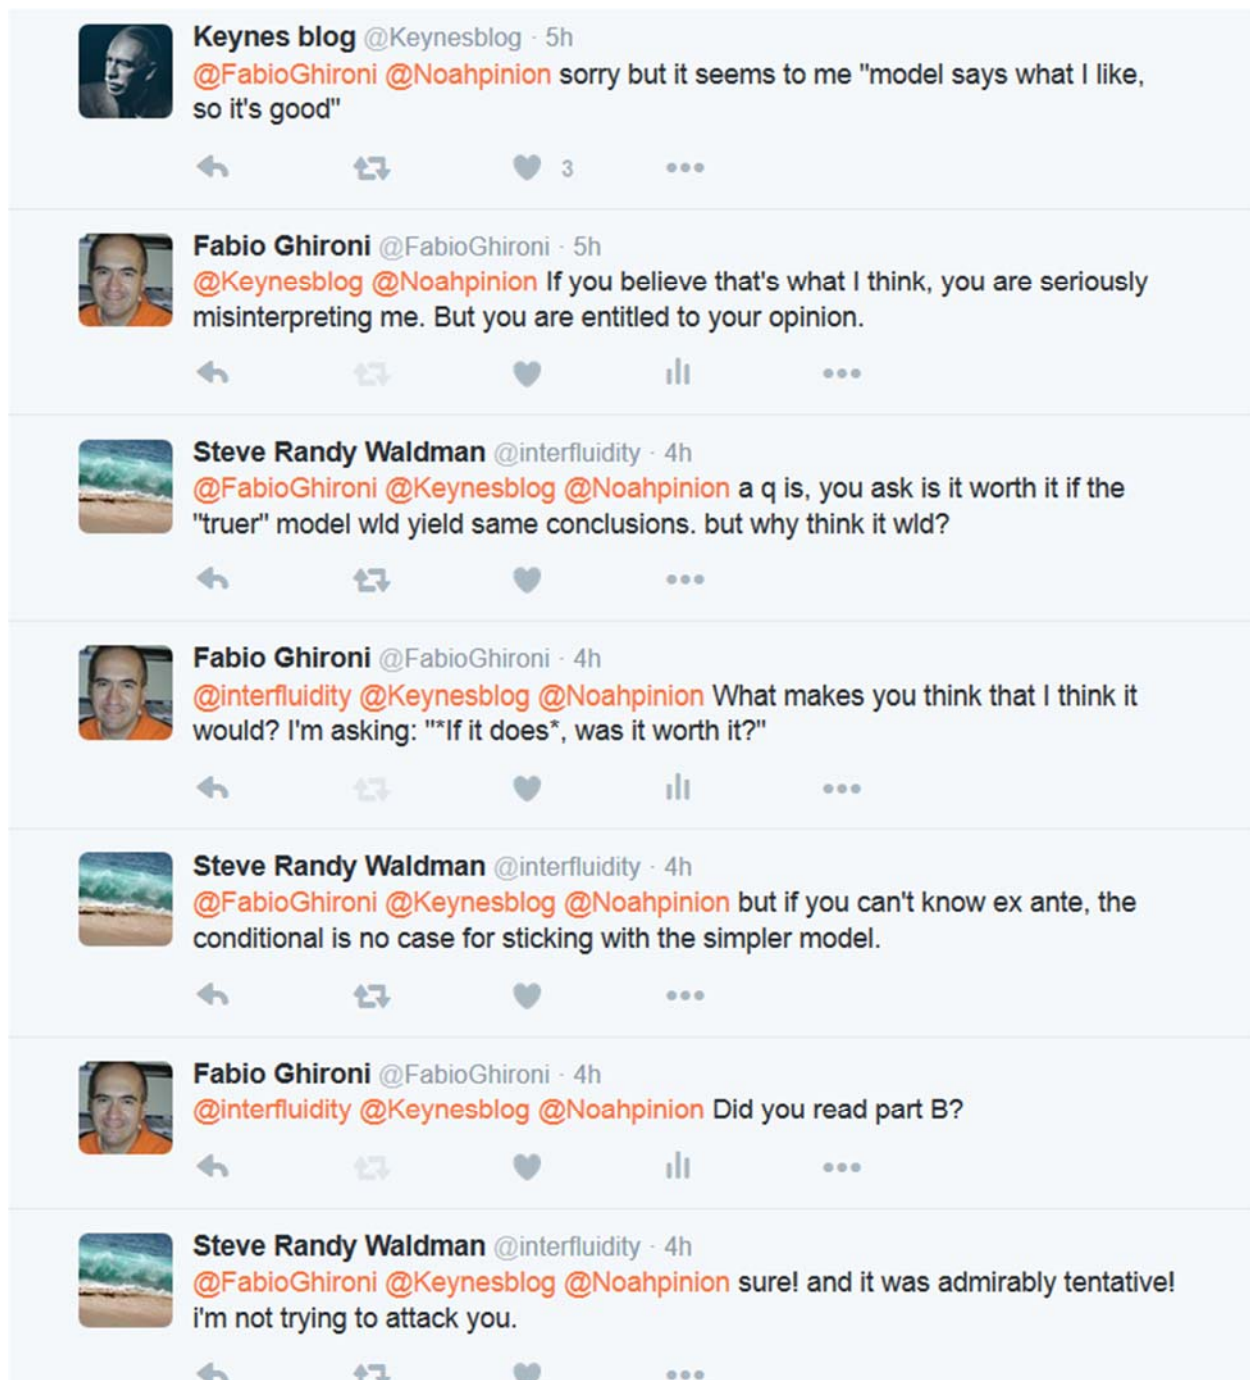 Keynes blog @Keynesblog · 5h
@FabioGhironi @Noahpinion sorry but it seems to me "model says what I like,
so it's good"
3
Fabio Ghironi @FabioGhironi · 5h
@Keynesblog @Noahpinion If you believe that's what I think, you are seriously
misinterpreting me. But you are entitled to your opinion.
Steve Randy Waldman @interfluidity · 4h
@FabioGhironi @Keynesblog @Noahpinion a q is, you ask is it worth it if the
"truer" model wld yield same conclusions. but why think it wld?
Fabio Ghironi @FabioGhironi · 4h
@interfluidity @Keynesblog @Noahpinion What makes you think that I think it
would? I'm asking: "*If it does*, was it worth it?"
Steve Randy Waldman @interfluidity · 4h
@FabioGhironi @Keynesblog @Noahpinion but if you can't know ex ante, the
conditional is no case for sticking with the simpler model.
Fabio Ghironi @FabioGhironi · 4h
@interfluidity @Keynesblog @Noahpinion Did you read part B?
Steve Randy Waldman @interfluidity · 4h
@FabioGhironi @Keynesblog @Noahpinion sure! and it was admirably tentative!
i'm not trying to attack you.